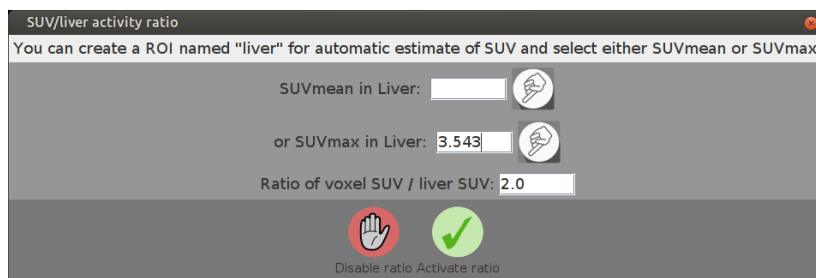 SUV/liver activity ratio
You can create a ROI named "liver" for automatic estimate of SUV and select either SUVmean or SUVmax
SUVmean in Liver:
or SUVmax in Liver: 3.543
Ratio of voxel SUV / liver SUV: 2.0
Disable ratio Activate ratio